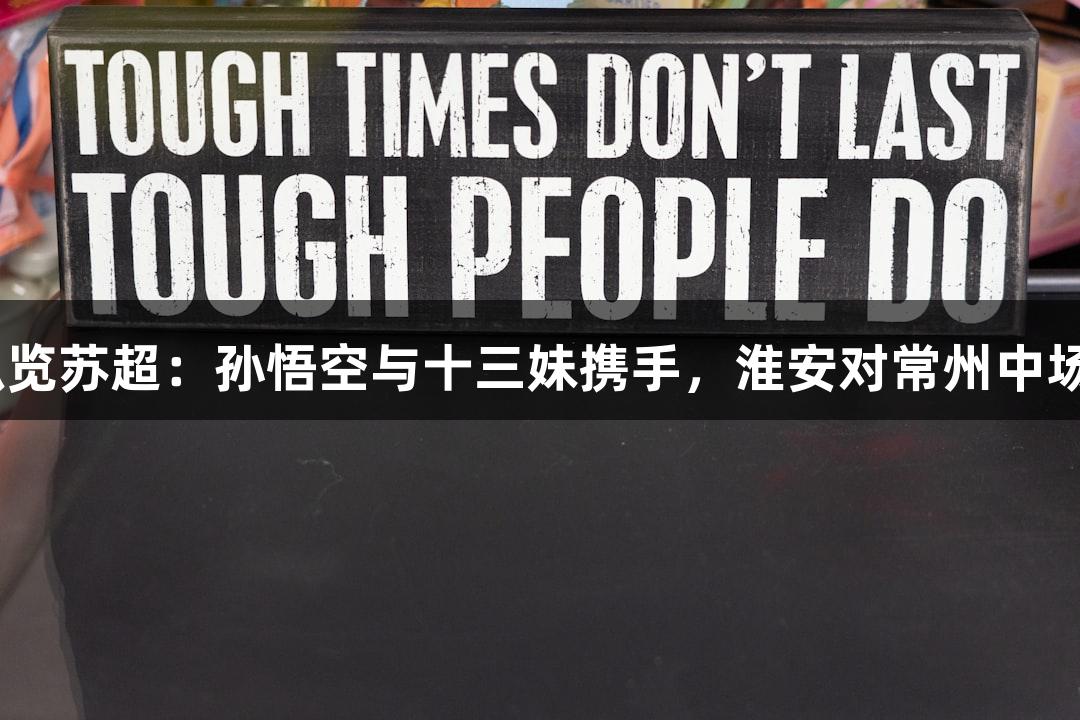 TOUGH TIMES DON'T LAST
TOUGH PEOPLE DO
览苏超：孙悟空与十三妹携手，淮安对常州中场